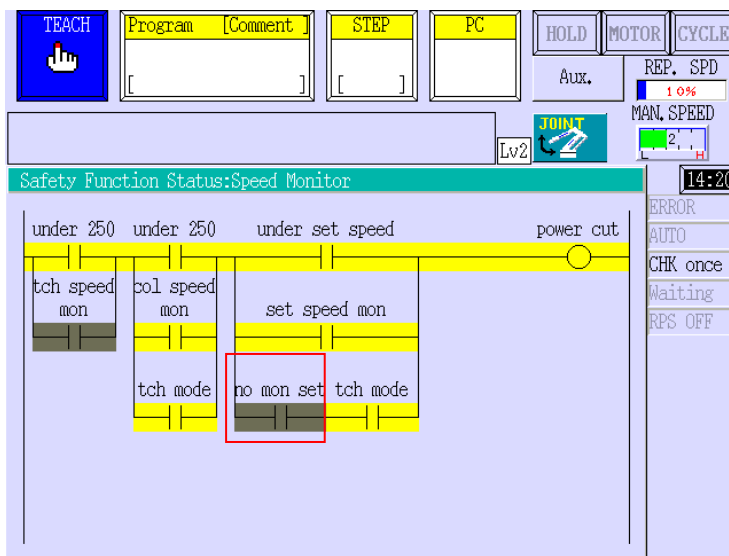 TEACH
Program [Comment ]
[ ]
STEP
[ ]
PC
HOLD
MOTOR
CYCLE
Aux.
REP. SPD
10%
MAN.SPEED
2
L H
Lv2
JOINT
Safety Function Status:Speed Monitor
14:20
under 250 under 250 under set speed power cut
tch speed mon
col speed mon
set speed mon
tch mode no mon set tch mode
ERROR
AUTO
CHK once
Waiting
RPS OFF